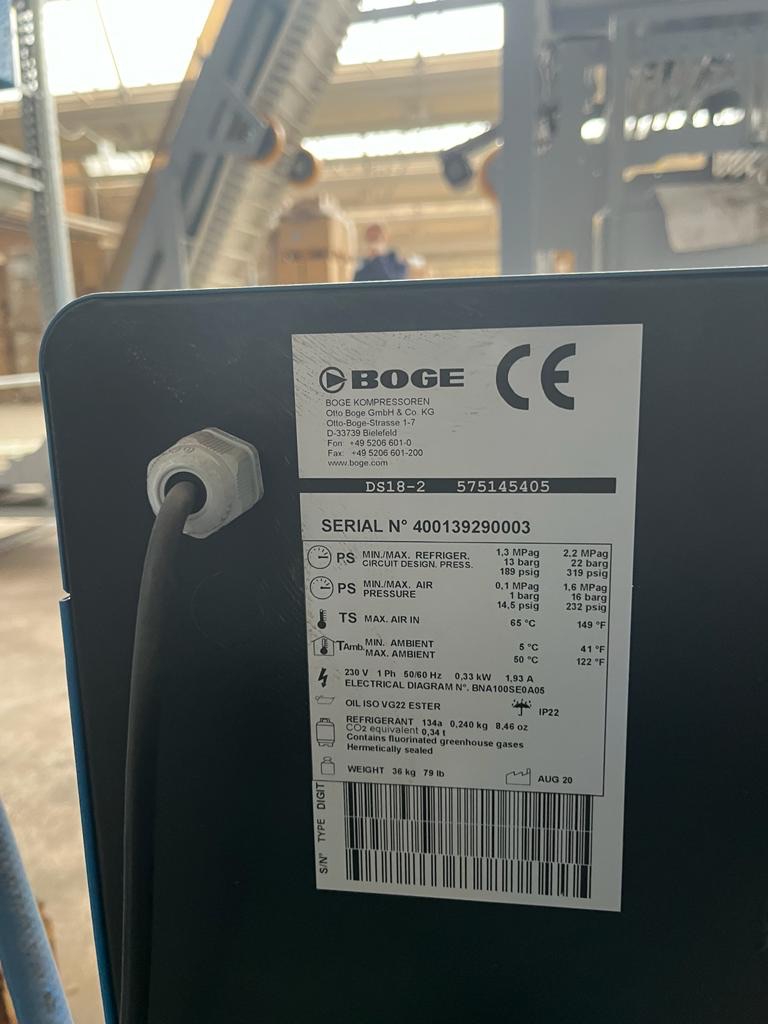 BOGE CE
BOGE KOMPRESSOREN
Otto Boge GmbH & Co. KG
Otto-Boge-Strasse 1-7
D-33739 Bielefeld
Fon: +49 5206 601-0
Fax: +49 5206 601-200
www.boge.com
DS18-2 575145405
SERIAL N° 400139290003
PS MIN./MAX. REFRIGER. 1,3 MPag 2,2 MPag
CIRCUIT DESIGN. PRESS. 13 barg 22 barg
189 psig 319 psig
PS MIN./MAX. AIR 0,1 MPag 1,6 MPag
PRESSURE 1 barg 16 barg
14,5 psig 232 psig
TS MAX. AIR IN 65 °C 149 °F
TAmb. MIN. AMBIENT 5 °C 41 °F
MAX. AMBIENT 50 °C 122 °F
230 V 1 Ph 50/60 Hz 0,33 kW 1,93 A
ELECTRICAL DIAGRAM N°. BNA100SE0A05
OIL ISO VG22 ESTER IP22
REFRIGERANT 134a 0,240 kg 8,46 oz
CO2 equivalent 0,34 t
Contains fluorinated greenhouse gases
Hermetically sealed
WEIGHT 36 kg 79 lb AUG 20
S/N° TYPE DIGIT